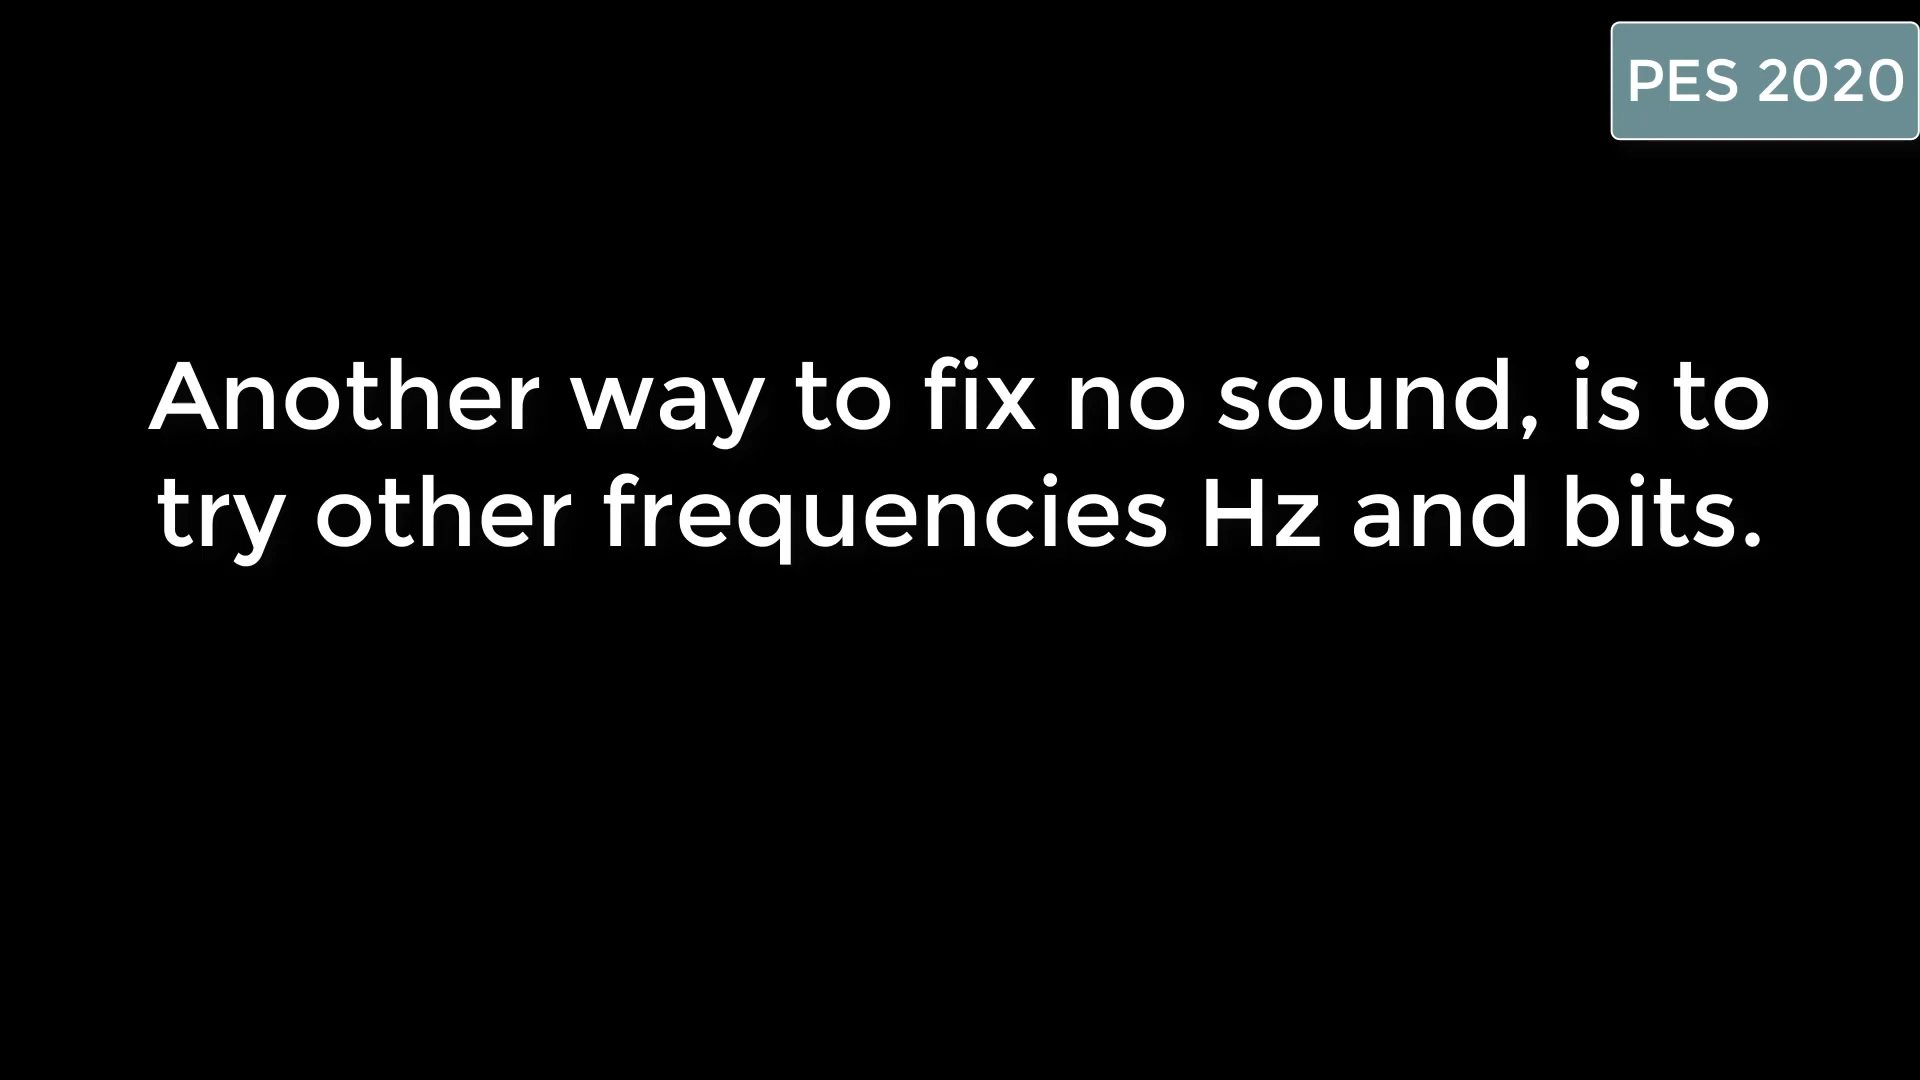 PES 2020
Another way to fix no sound, is to
try other frequencies Hz and bits.